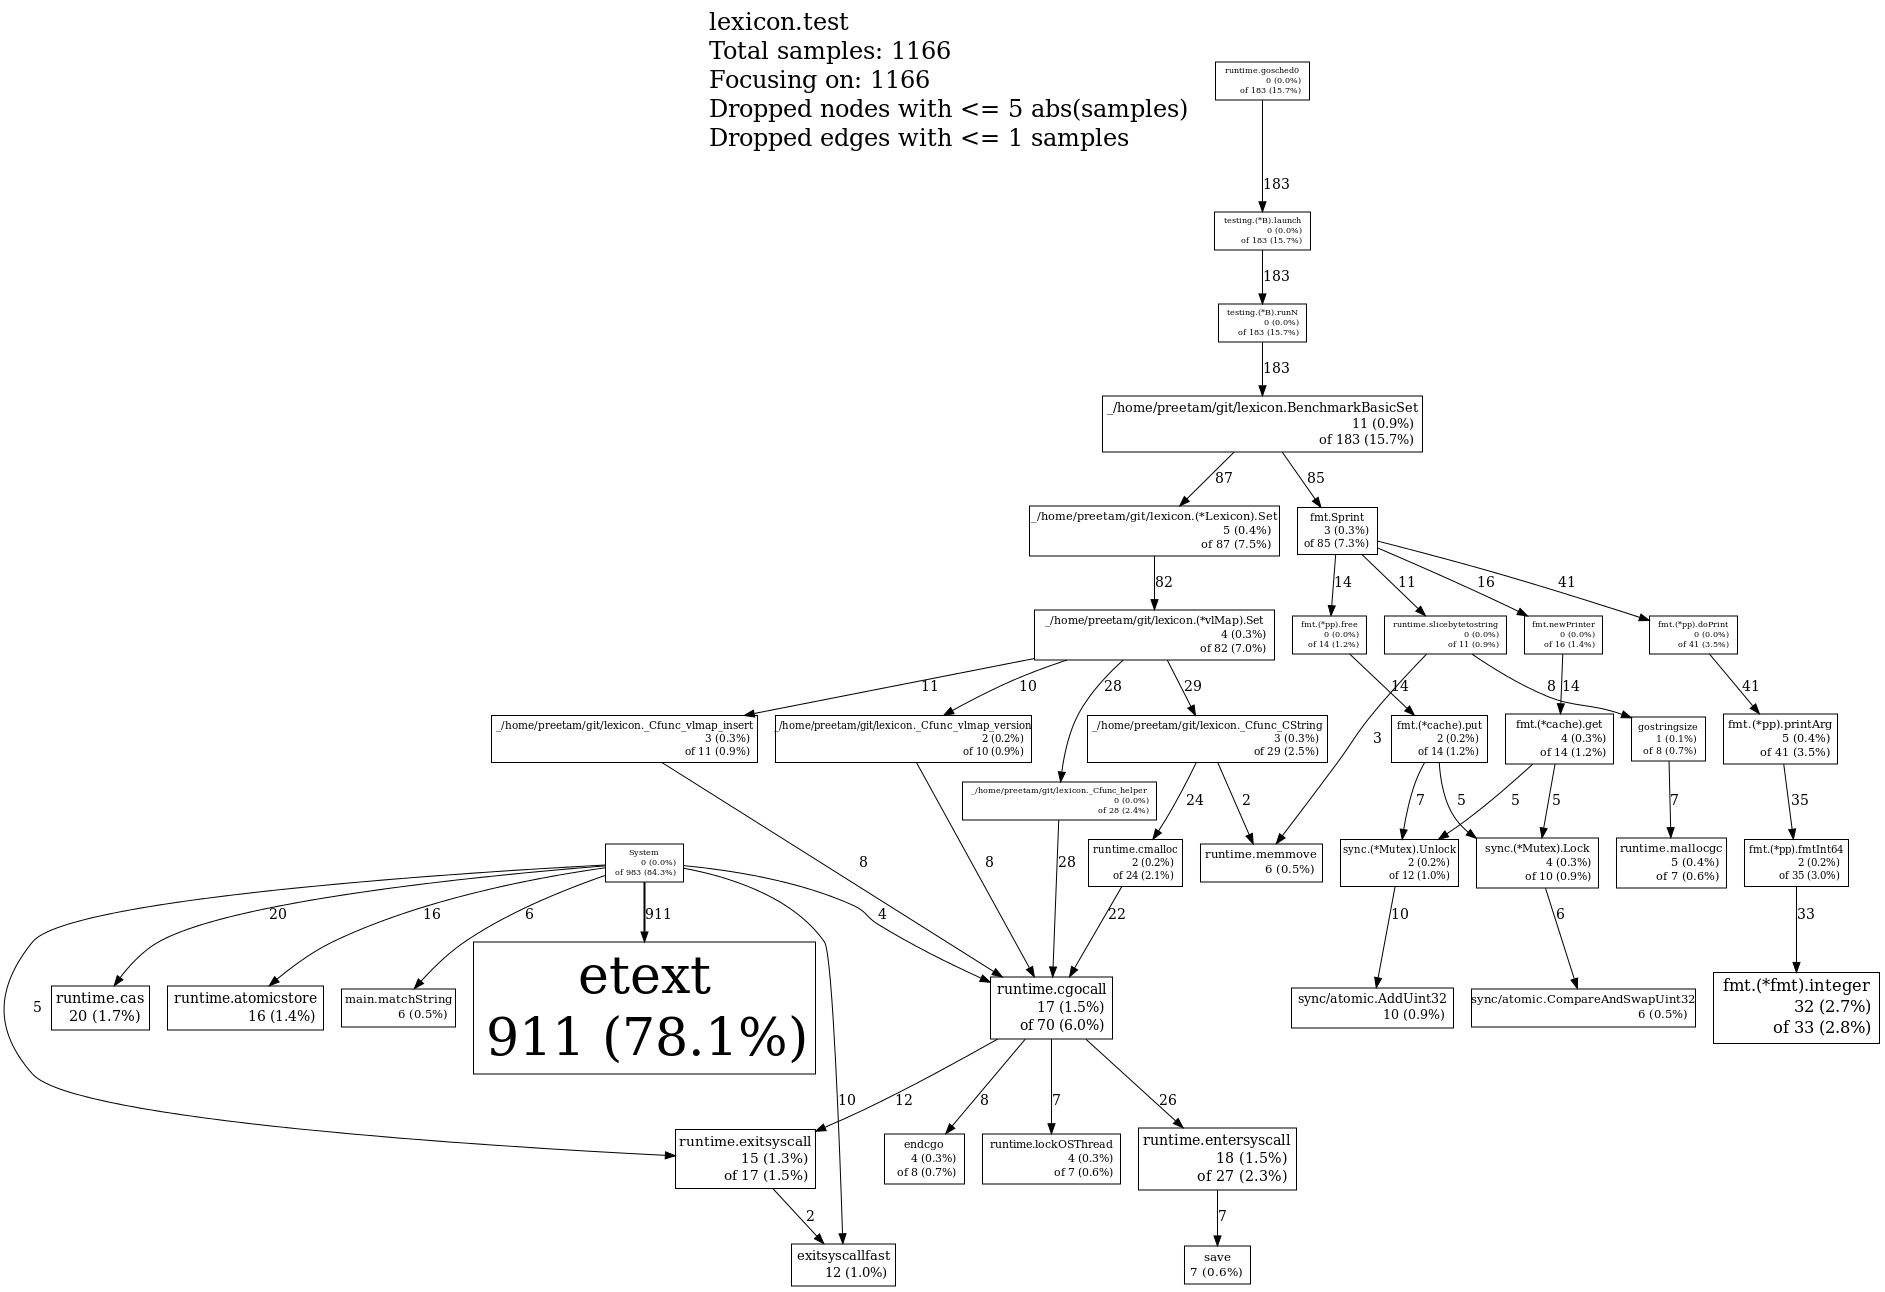 lexicon.test
Total samples: 1166
Focusing on: 1166
Dropped nodes with <= 5 abs(samples)
Dropped edges with <= 1 samples
runtime.gosched0
0 (0.0%)
of 183 (15.7%)
183
testing.(*B).launch
0 (0.0%)
of 183 (15.7%)
183
testing.(*B).runN
0 (0.0%)
of 183 (15.7%)
183
_/home/preetam/git/lexicon.BenchmarkBasicSet
11 (0.9%)
of 183 (15.7%)
87
85
_/home/preetam/git/lexicon.(*Lexicon).Set
5 (0.4%)
of 87 (7.5%)
fmt.Sprint
3 (0.3%)
of 85 (7.3%)
82
14
11
16
41
_/home/preetam/git/lexicon.(*vlMap).Set
4 (0.3%)
of 82 (7.0%)
fmt.(*pp).free
0 (0.0%)
of 14 (1.2%)
runtime.slicebytetostring
0 (0.0%)
of 11 (0.9%)
fmt.newPrinter
0 (0.0%)
of 16 (1.4%)
fmt.(*pp).doPrint
0 (0.0%)
of 41 (3.5%)
11
10
28
29
14
8
14
41
_/home/preetam/git/lexicon._Cfunc_vlmap_insert
3 (0.3%)
of 11 (0.9%)
_/home/preetam/git/lexicon._Cfunc_vlmap_version
2 (0.2%)
of 10 (0.9%)
_/home/preetam/git/lexicon._Cfunc_CString
3 (0.3%)
of 29 (2.5%)
3
fmt.(*cache).put
2 (0.2%)
of 14 (1.2%)
fmt.(*cache).get
4 (0.3%)
of 14 (1.2%)
gostringsize
1 (0.1%)
of 8 (0.7%)
fmt.(*pp).printArg
5 (0.4%)
of 41 (3.5%)
_/home/preetam/git/lexicon._Cfunc_helper
0 (0.0%)
of 28 (2.4%)
24
2
7
5
5
5
7
35
System
0 (0.0%)
of 983 (84.3%)
8
8
28
runtime.cmalloc
2 (0.2%)
of 24 (2.1%)
runtime.memmove
6 (0.5%)
sync.(*Mutex).Unlock
2 (0.2%)
of 12 (1.0%)
sync.(*Mutex).Lock
4 (0.3%)
of 10 (0.9%)
runtime.mallocgc
5 (0.4%)
of 7 (0.6%)
fmt.(*pp).fmtInt64
2 (0.2%)
of 35 (3.0%)
20
16
6
911
4
22
10
6
33
5
runtime.cas
20 (1.7%)
runtime.atomicstore
16 (1.4%)
main.matchString
6 (0.5%)
etext
911 (78.1%)
runtime.cgocall
17 (1.5%)
of 70 (6.0%)
sync/atomic.AddUint32
10 (0.9%)
sync/atomic.CompareAndSwapUint32
6 (0.5%)
fmt.(*fmt).integer
32 (2.7%)
of 33 (2.8%)
10
12
8
7
26
runtime.exitsyscall
15 (1.3%)
of 17 (1.5%)
endcgo
4 (0.3%)
of 8 (0.7%)
runtime.lockOSThread
4 (0.3%)
of 7 (0.6%)
runtime.entersyscall
18 (1.5%)
of 27 (2.3%)
2
7
exitsyscallfast
12 (1.0%)
save
7 (0.6%)